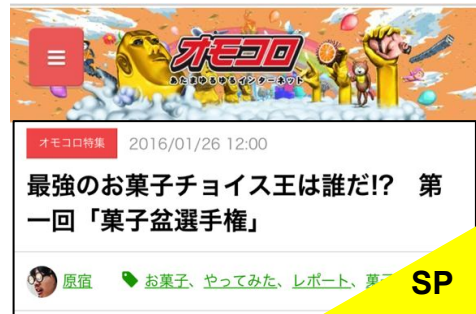 オモコロ
あたまゆるゆるインターネット
オモコロ特集 2016/01/26 12:00
最強のお菓子チョイス王は誰だ!? 第
一回「菓子盆選手権」
原宿 お菓子、やってみた、レポート、菓子
SP